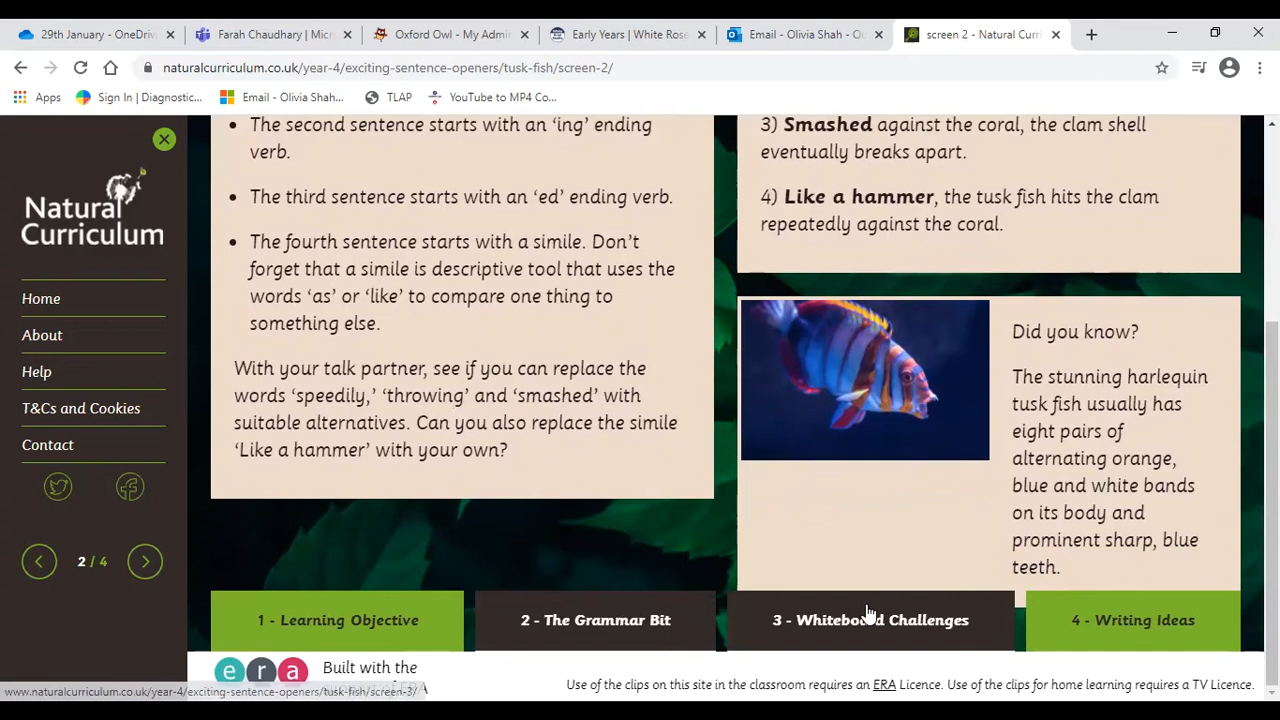 29th January - OneDriv
Farah Chaudhary | Micr
Oxford Owl - My Admi
Early Years | White Rose
Email - Olivia Shah - Ou
screen 2 - Natural Curri
naturalcurriculum.co.uk/year-4/exciting-sentence-openers/tusk-fish/screen-2/
Apps
Sign In | Diagnostic...
Email - Olivia Shah...
TLAP
YouTube to MP4 Co...
Natural
Curriculum
Home
About
Help
T&Cs and Cookies
Contact
2 / 4
• The second sentence starts with an ‘ing’ ending
verb.
• The third sentence starts with an ‘ed’ ending verb.
• The fourth sentence starts with a simile. Don’t
forget that a simile is descriptive tool that uses the
words ‘as’ or ‘like’ to compare one thing to
something else.
With your talk partner, see if you can replace the
words ‘speedily,’ ‘throwing’ and ‘smashed’ with
suitable alternatives. Can you also replace the simile
‘Like a hammer’ with your own?
3) Smashed against the coral, the clam shell
eventually breaks apart.
4) Like a hammer, the tusk fish hits the clam
repeatedly against the coral.
Did you know?
The stunning harlequin
tusk fish usually has
eight pairs of
alternating orange,
blue and white bands
on its body and
prominent sharp, blue
teeth.
1 - Learning Objective
2 - The Grammar Bit
3 - Whiteboard Challenges
4 - Writing Ideas
era
Built with the
ERA
www.naturalcurriculum.co.uk/year-4/exciting-sentence-openers/tusk-fish/screen-3/
Use of the clips on this site in the classroom requires an ERA Licence. Use of the clips for home learning requires a TV Licence.